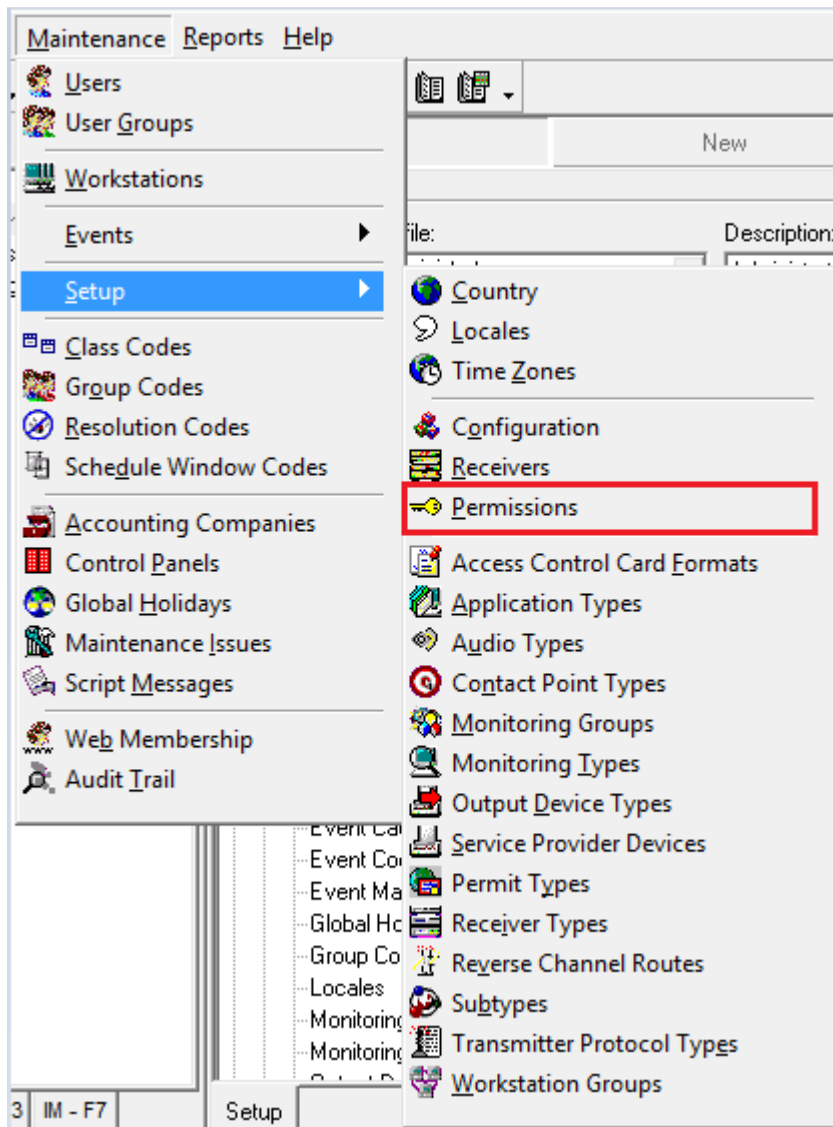 Maintenance Reports Help
Users
User Groups
Workstations
Events
Setup
Class Codes
Group Codes
Resolution Codes
Schedule Window Codes
Accounting Companies
Control Panels
Global Holidays
Maintenance Issues
Script Messages
Web Membership
Audit Trail
New
file:
Description:
Country
Locales
Time Zones
Configuration
Receivers
Permissions
Access Control Card Formats
Application Types
Audio Types
Contact Point Types
Monitoring Groups
Monitoring Types
Output Device Types
Service Provider Devices
Permit Types
Receiver Types
Reverse Channel Routes
Subtypes
Transmitter Protocol Types
Workstation Groups
Event Ca
Event Co
Event Ma
Global Ho
Group Co
Locales
Monitoring
Monitoring
3 IM - F7 Setup